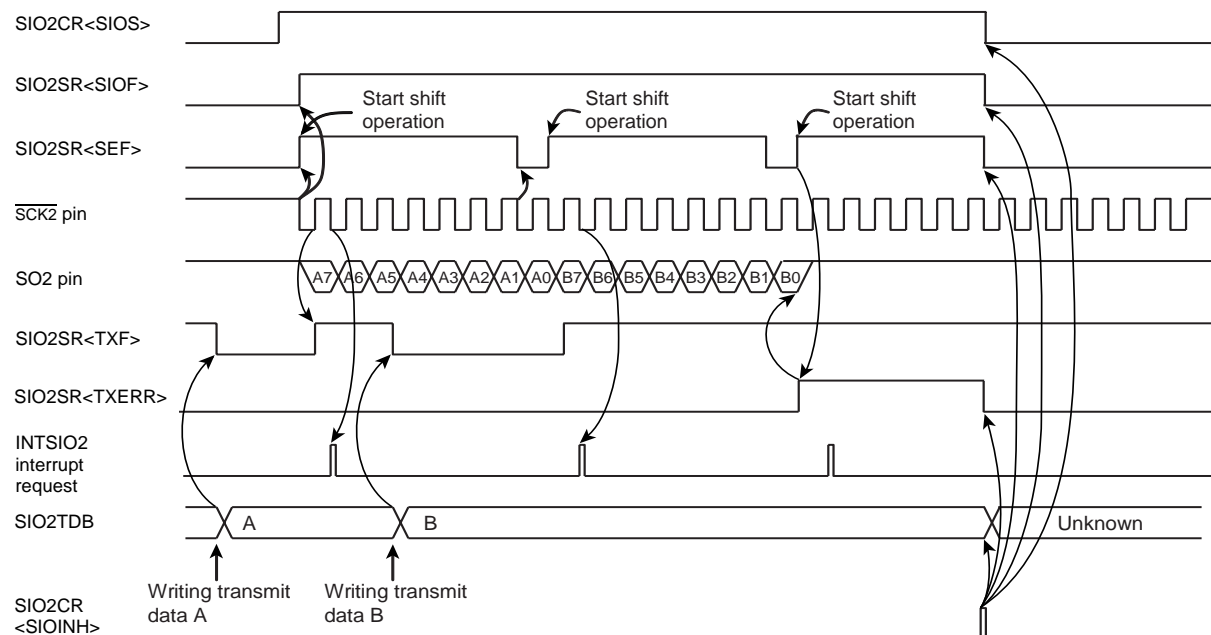 SIO2CR<SIOS>
SIO2SR<SIOF>
Start shift
operation
Start shift
operation
Start shift
operation
SIO2SR<SEF>
SCK2 pin
SO2 pin
A7 A6 A5 A4 A3 A2 A1 A0 B7 B6 B5 B4 B3 B2 B1 B0
SIO2SR<TXF>
SIO2SR<TXERR>
INTSIO2
interrupt
request
SIO2TDB
A
B
Unknown
Writing transmit
data A
Writing transmit
data B
SIO2CR
<SIOINH>